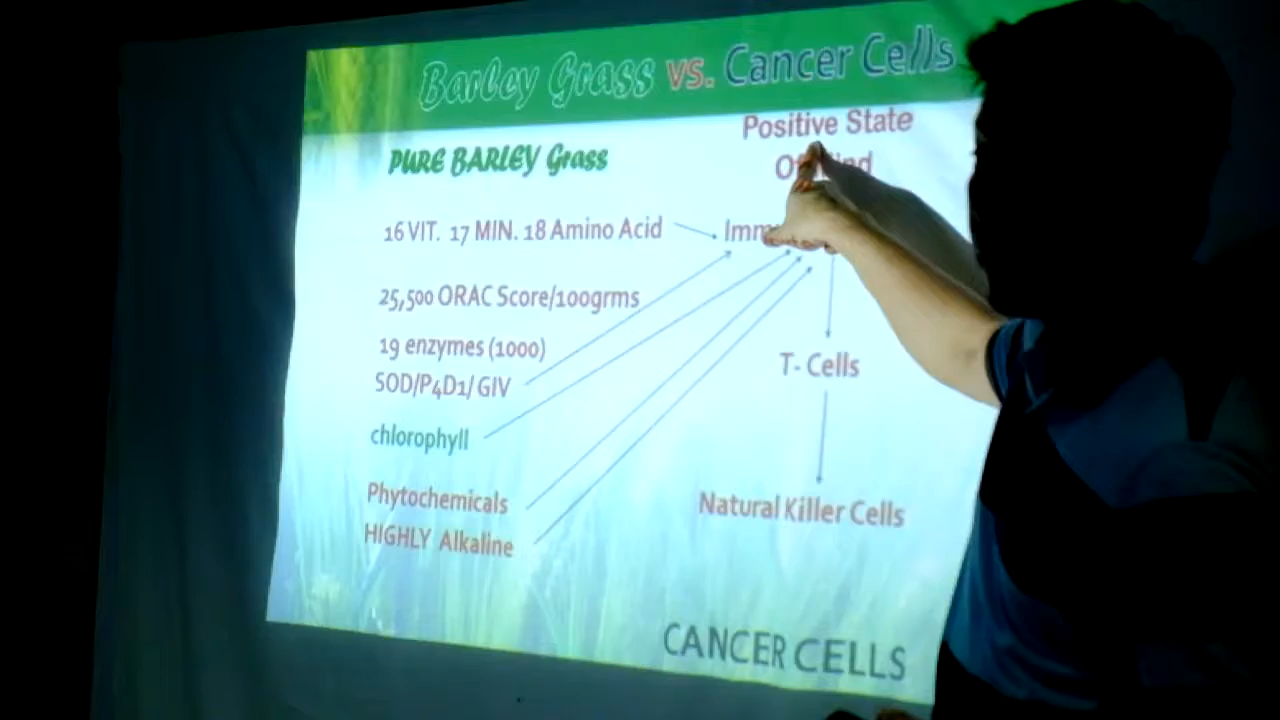 Barley Grass vs. Cancer Cells
Positive State
PURE BARLEY Grass
16 VIT. 17 MIN. 18 Amino Acid
25,500 ORAC Score/100grms
19 enzymes (1000)
SOD/P4D1/ GIV
T- Cells
chlorophyll
Phytochemicals
Natural Killer Cells
HIGHLY Alkaline
CANCER CELLS